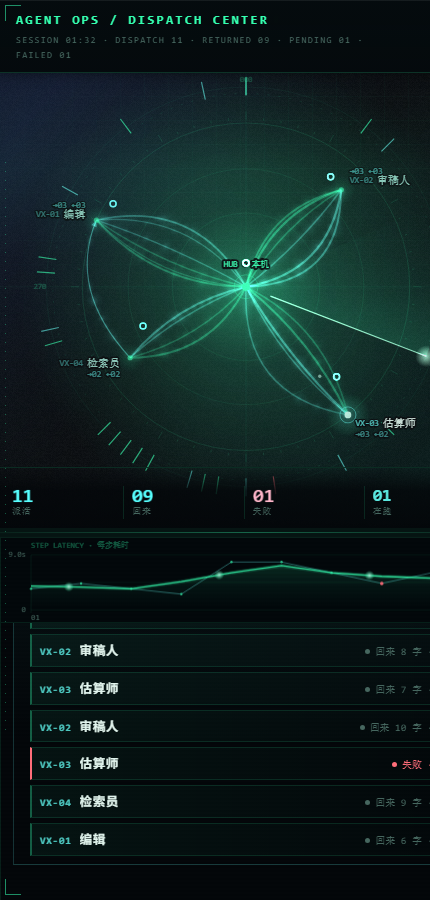 AGENT OPS / DISPATCH CENTER
SESSION 01:32 · DISPATCH 11 · RETURNED 09 · PENDING 01 ·
FAILED 01
→03 ←03
VX-02 审稿人
→03 ←03
VX-01 编辑
HUB 本机
270
VX-04 检索员
→02 ←02
VX-03 估算师
→03 ←02
11
派活
09
回来
01
失败
01
在跑
STEP LATENCY · 每步耗时
9.0s
0
01
VX-02 审稿人 回来 8 字
VX-03 估算师 回来 7 字
VX-02 审稿人 回来 10 字
VX-03 估算师 失败
VX-04 检索员 回来 9 字
VX-01 编辑 回来 6 字